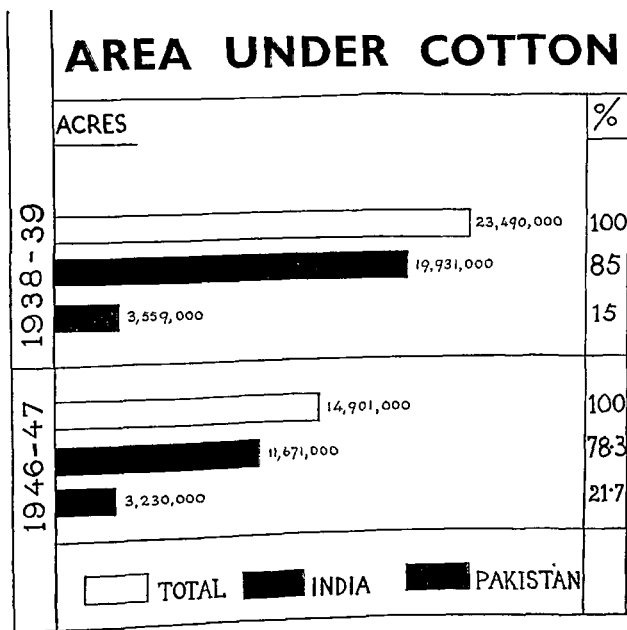 AREA UNDER COTTON
ACRES %
1938-39
23,490,000 100
19,931,000 85
3,559,000 15
1946-47
14,901,000 100
11,671,000 78·3
3,230,000 21·7
TOTAL INDIA PAKISTAN